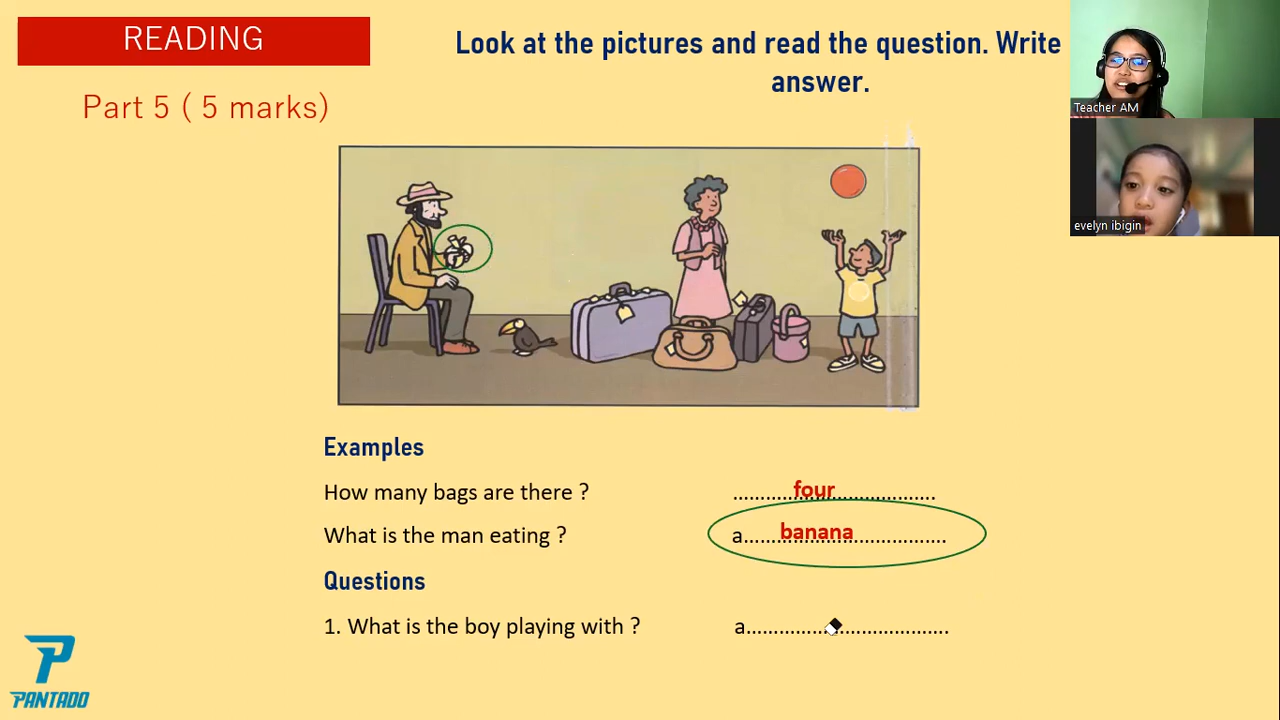 READING
Look at the pictures and read the question. Write
answer.
Part 5 ( 5 marks)
Teacher AM
evelyn ibigin
Examples
How many bags are there ? ......four......
What is the man eating ? a......banana......
Questions
1. What is the boy playing with ? a......
PANTADO